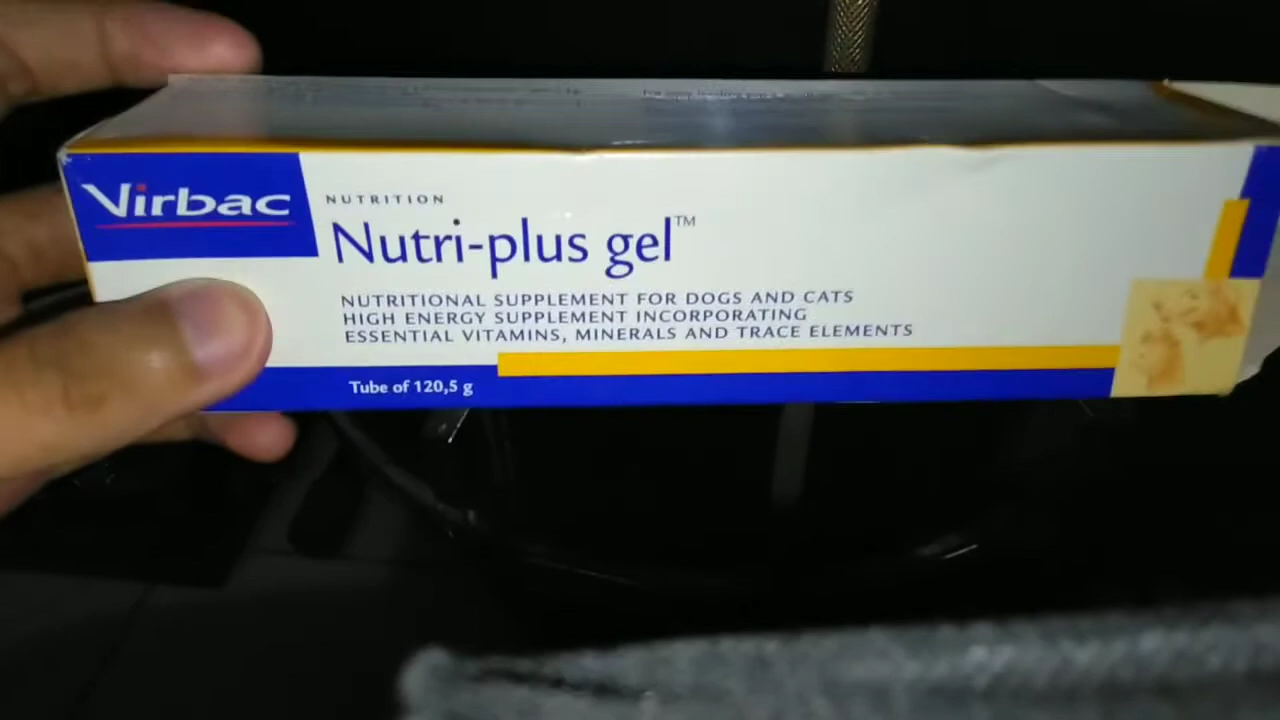 Virbac
NUTRITION
Nutri-plus gel™
NUTRITIONAL SUPPLEMENT FOR DOGS AND CATS
HIGH ENERGY SUPPLEMENT INCORPORATING
ESSENTIAL VITAMINS, MINERALS AND TRACE ELEMENTS
Tube of 120,5 g